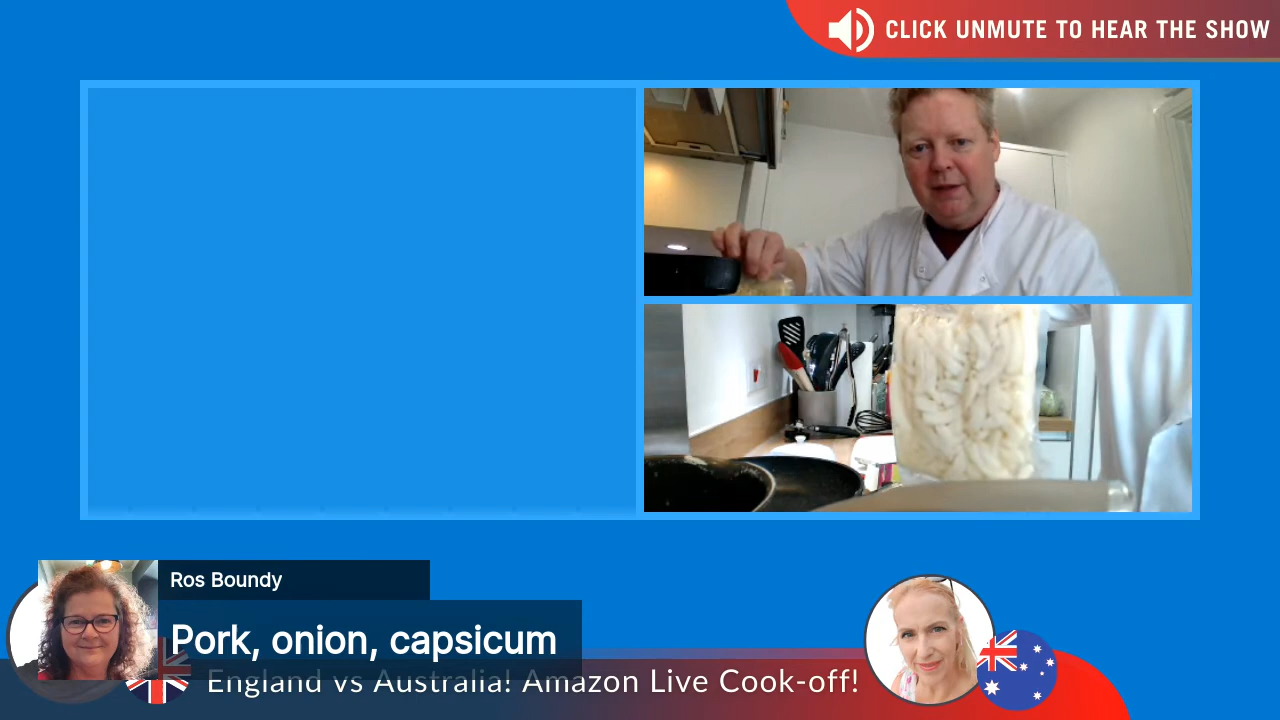 CLICK UNMUTE TO HEAR THE SHOW
Ros Boundy
Pork, onion, capsicum
England vs Australia! Amazon Live Cook-off!